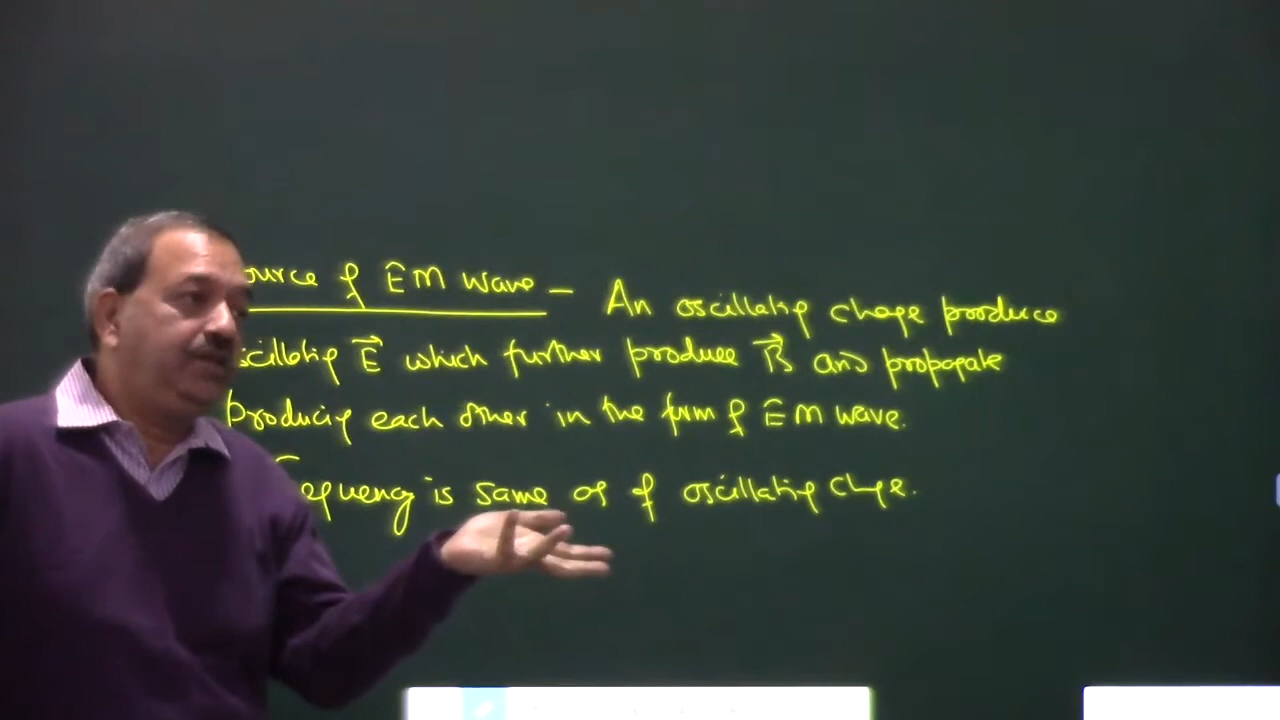 ource of EM wave – An oscillating charge produce
scillating E⃗ which further produce B⃗ and propagate
producing each other in the form of EM wave.
equency is same as of oscillating charge.